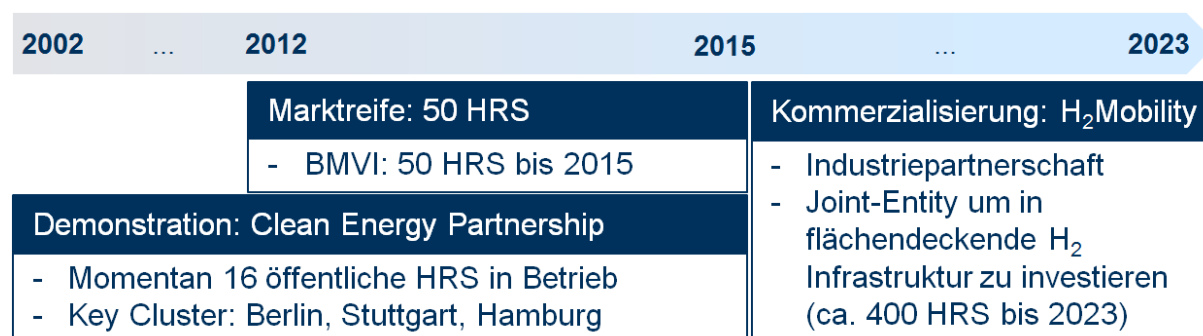 2002 ... 2012 2015 ... 2023
Marktreife: 50 HRS
- BMVI: 50 HRS bis 2015
Demonstration: Clean Energy Partnership
- Momentan 16 öffentliche HRS in Betrieb
- Key Cluster: Berlin, Stuttgart, Hamburg
Kommerzialisierung: H₂Mobility
- Industriepartnerschaft
- Joint-Entity um in
flächendeckende H₂
Infrastruktur zu investieren
(ca. 400 HRS bis 2023)